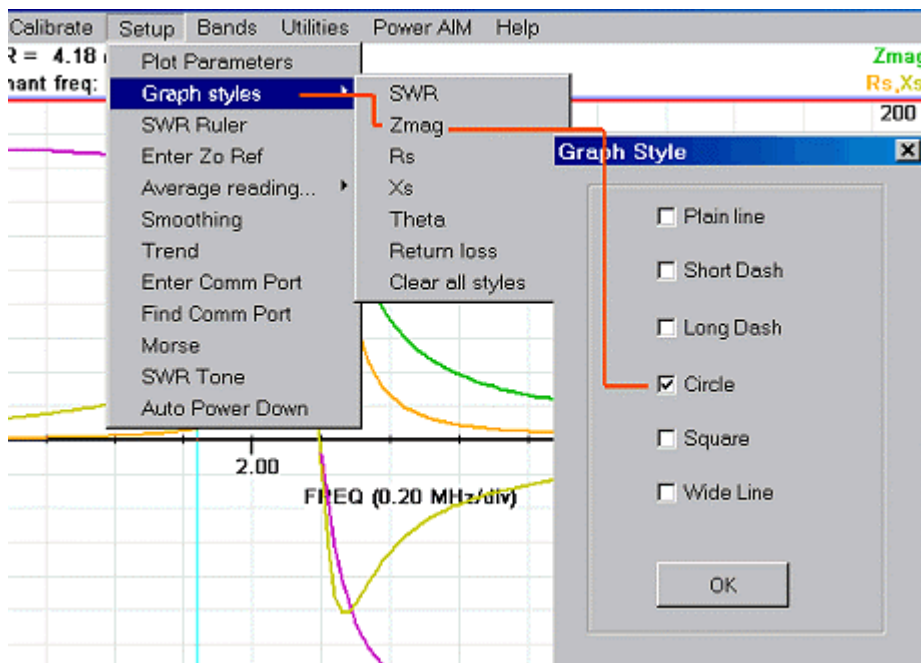 Calibrate Setup Bands Utilities Power AIM Help
R = 4.18
nant freq:
Zmag
Rs,Xs
200
Plot Parameters
Graph styles
SWR Ruler
Enter Zo Ref
Average reading...
Smoothing
Trend
Enter Comm Port
Find Comm Port
Morse
SWR Tone
Auto Power Down
SWR
Zmag
Rs
Xs
Theta
Return loss
Clear all styles
Graph Style
Plain line
Short Dash
Long Dash
Circle
Square
Wide Line
OK
2.00
FREQ (0.20 MHz/div)